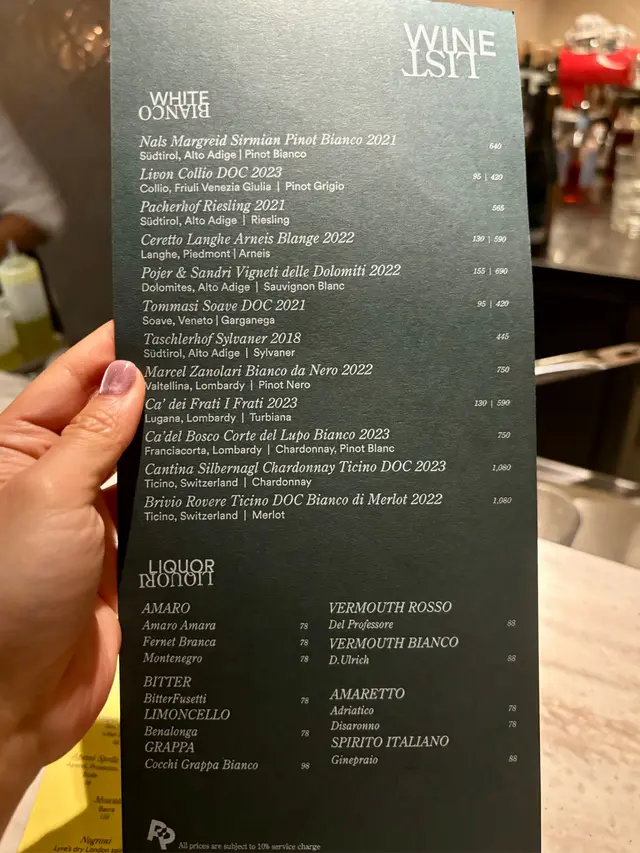 WINE
LIST
WHITE
BIANCO
Nals Margreid Sirmian Pinot Bianco 2021 640
Südtirol, Alto Adige | Pinot Bianco
Livon Collio DOC 2023 95 | 420
Collio, Friuli Venezia Giulia | Pinot Grigio
Pacherhof Riesling 2021 565
Südtirol, Alto Adige | Riesling
Ceretto Langhe Arneis Blange 2022 130 | 590
Langhe, Piedmont | Arneis
Pojer & Sandri Vigneti delle Dolomiti 2022 155 | 690
Dolomites, Alto Adige | Sauvignon Blanc
Tommasi Soave DOC 2021 95 | 420
Soave, Veneto | Garganega
Taschlerhof Sylvaner 2018 445
Südtirol, Alto Adige | Sylvaner
Marcel Zanolari Bianco da Nero 2022 750
Valtellina, Lombardy | Pinot Nero
Ca' dei Frati I Frati 2023 130 | 590
Lugana, Lombardy | Turbiana
Ca'del Bosco Corte del Lupo Bianco 2023 750
Franciacorta, Lombardy | Chardonnay, Pinot Blanc
Cantina Silbernagl Chardonnay Ticino DOC 2023 1,080
Ticino, Switzerland | Chardonnay
Brivio Rovere Ticino DOC Bianco di Merlot 2022 1,080
Ticino, Switzerland | Merlot
LIQUOR
LIQUORI
AMARO
Amaro Amara 78
Fernet Branca 78
Montenegro 78
BITTER
BitterFusetti 78
LIMONCELLO
Benalonga 78
GRAPPA
Cocchi Grappa Bianco 98
VERMOUTH ROSSO
Del Professore 88
VERMOUTH BIANCO
D.Ulrich 88
AMARETTO
Adriatico 78
Disaronno 78
SPIRITO ITALIANO
Ginepraio 88
All prices are subject to 10% service charge
Negroni